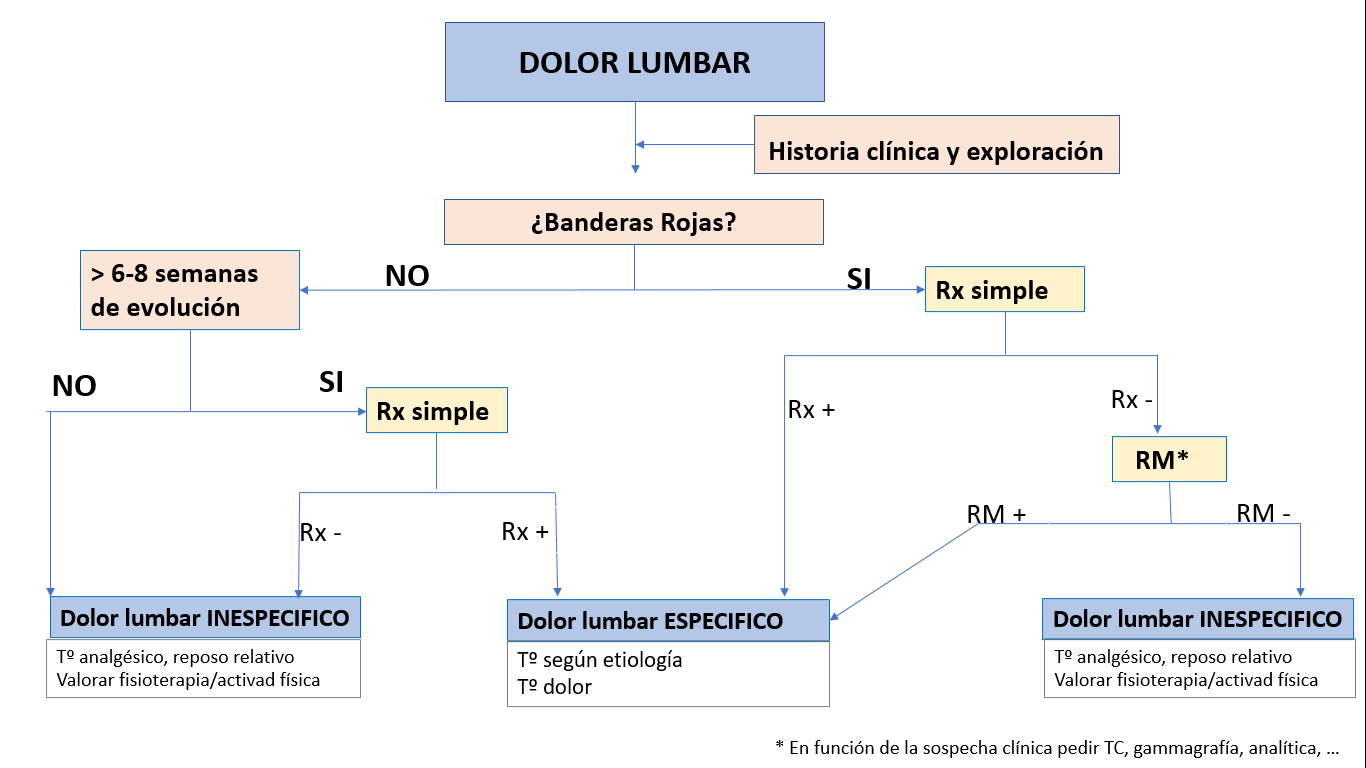 DOLOR LUMBAR
Historia clínica y exploración
¿Banderas Rojas?
NO
SI
> 6-8 semanas
de evolución
Rx simple
NO
SI
Rx simple
Rx +
Rx -
RM*
Rx -
Rx +
RM +
RM -
Dolor lumbar INESPECIFICO
Tº analgésico, reposo relativo
Valorar fisioterapia/activad física
Dolor lumbar ESPECIFICO
Tº según etiología
Tº dolor
Dolor lumbar INESPECIFICO
Tº analgésico, reposo relativo
Valorar fisioterapia/activad física
* En función de la sospecha clínica pedir TC, gammagrafía, analítica, ...